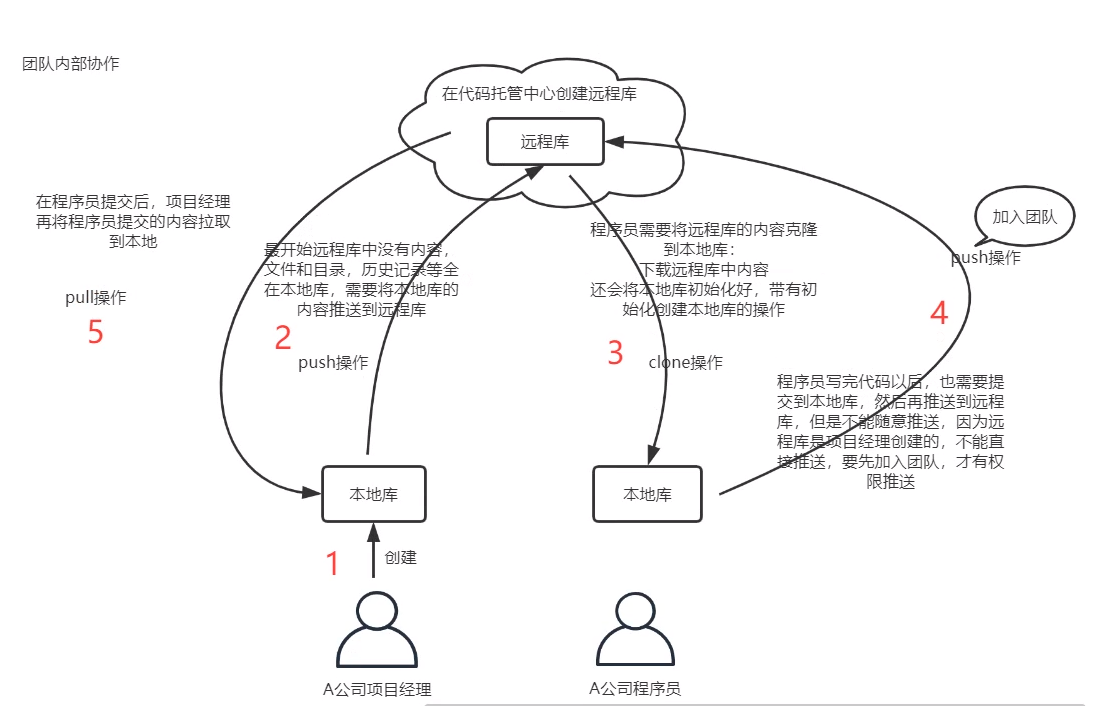 团队内部协作
在代码托管中心创建远程库
远程库
在程序员提交后，项目经理
再将程序员提交的内容拉取
到本地
pull操作
5
最开始远程库中没有内容，
文件和目录，历史记录等全
在本地库，需要将本地库的
内容推送到远程库
2
push操作
程序员需要将远程库的内容克隆
到本地库：
下载远程库中内容
还会将本地库初始化好，带有初
始化创建本地库的操作
3
clone操作
加入团队
push操作
4
程序员写完代码以后，也需要提
交到本地库，然后再推送到远程
库，但是不能随意推送，因为远
程库是项目经理创建的，不能直
接推送，要先加入团队，才有权
限推送
本地库
本地库
1
创建
A公司项目经理
A公司程序员